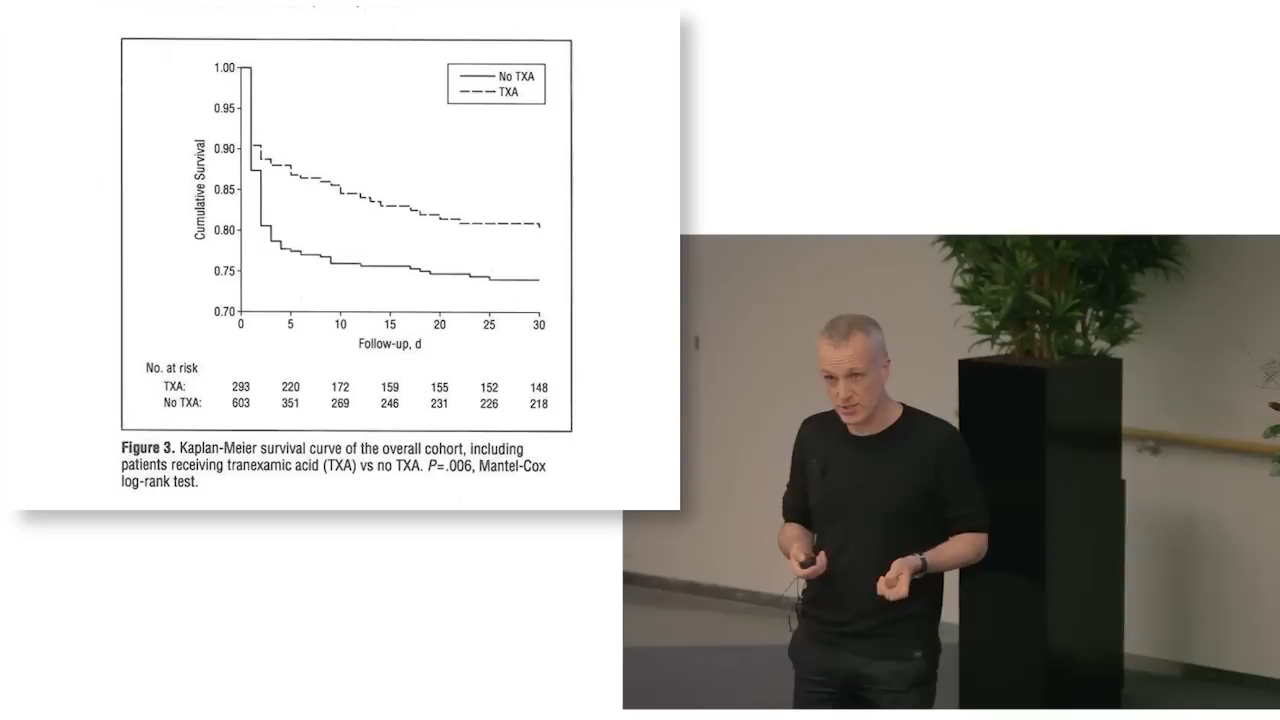 1.00
No TXA
TXA
0.95
0.90
0.85
0.80
0.75
0.70
Cumulative Survival
0 5 10 15 20 25 30
Follow-up, d
No. at risk
TXA: 293 220 172 159 155 152 148
No TXA: 603 351 269 246 231 226 218
Figure 3. Kaplan-Meier survival curve of the overall cohort, including
patients receiving tranexamic acid (TXA) vs no TXA. P=.006, Mantel-Cox
log-rank test.